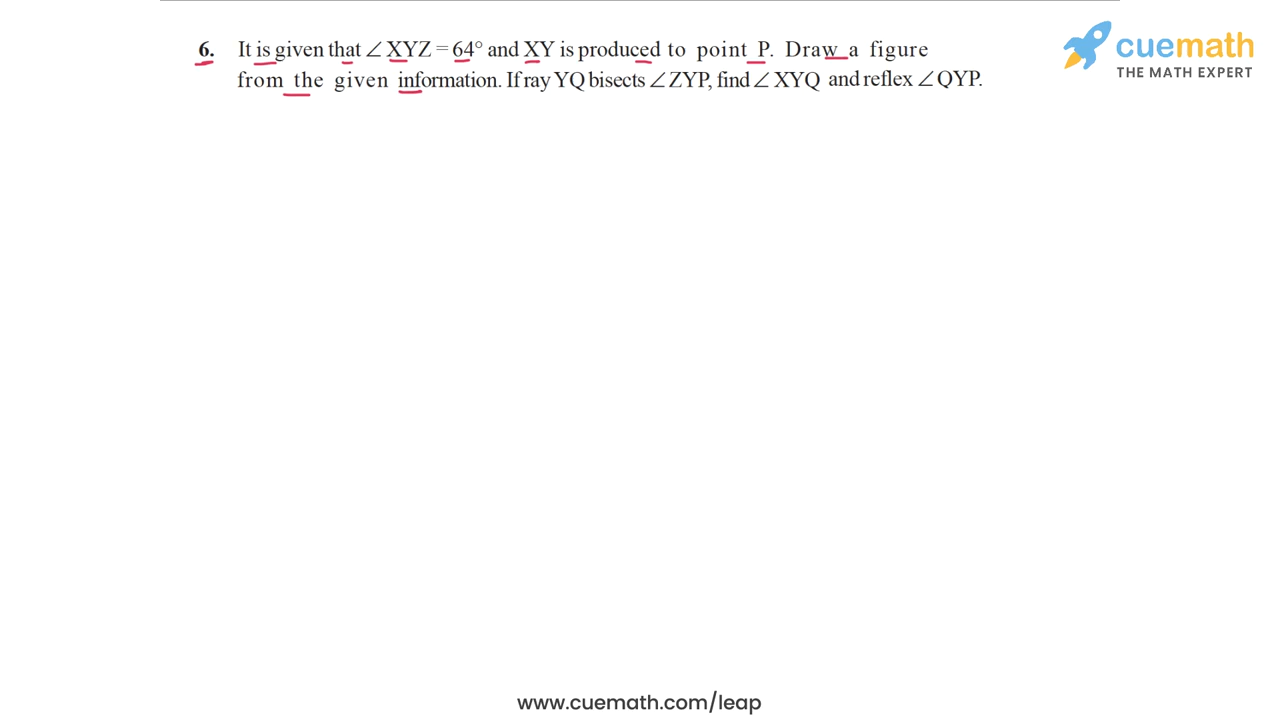 6. It is given that ∠XYZ = 64° and XY is produced to point P. Draw a figure
from the given information. If ray YQ bisects ∠ZYP, find ∠XYQ and reflex ∠QYP.
cuemath
THE MATH EXPERT
www.cuemath.com/leap